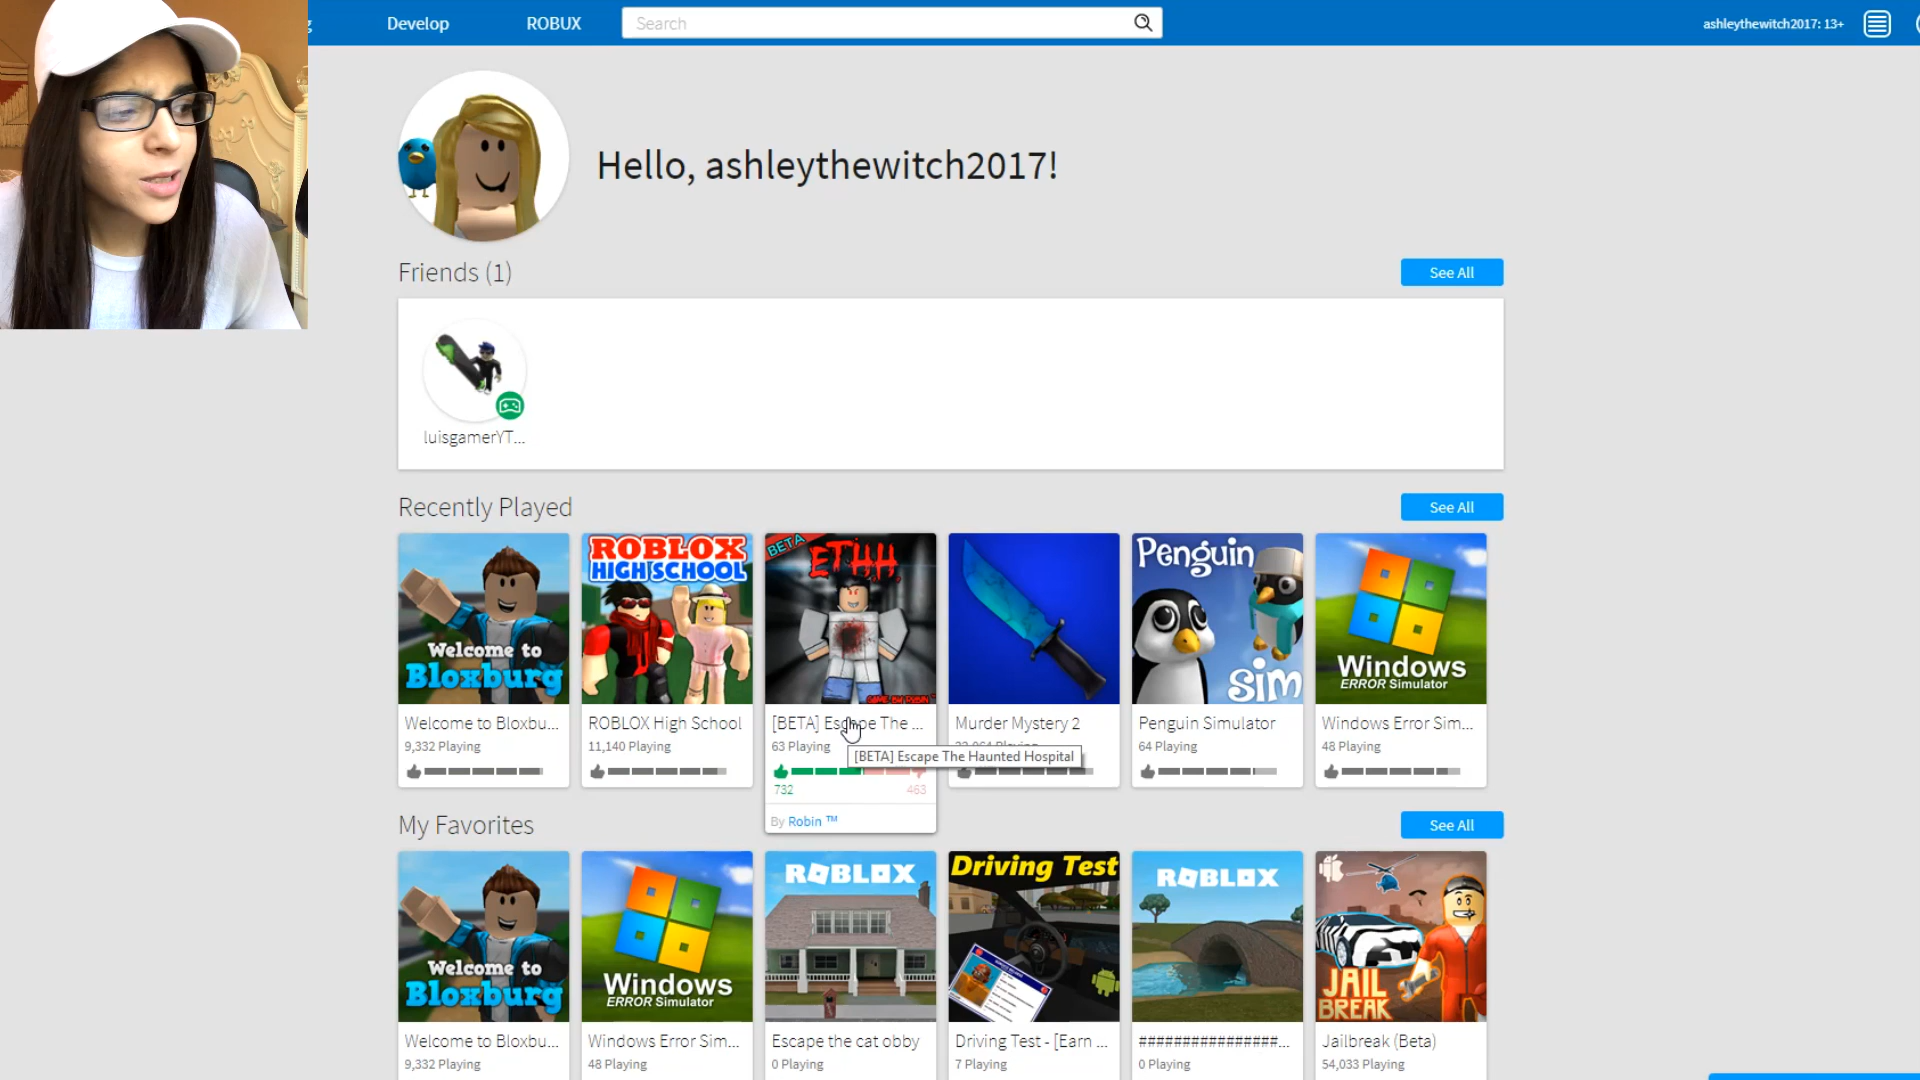 Develop
ROBUX
Search
ashleythewitch2017: 13+
Hello, ashleythewitch2017!
Friends (1)
See All
luisgamerYT...
Recently Played
See All
Welcome to
Bloxburg
ROBLOX
HIGH SCHOOL
BETA
E.T.H.H.
GAME BY ROBIN
Penguin
Sim
Windows
ERROR Simulator
Welcome to Bloxbu...
ROBLOX High School
[BETA] Escape The ...
Murder Mystery 2
Penguin Simulator
Windows Error Sim...
9,332 Playing
11,140 Playing
63 Playing
64 Playing
48 Playing
[BETA] Escape The Haunted Hospital
732
463
By Robin ™
My Favorites
See All
Welcome to
Bloxburg
Windows
ERROR Simulator
ROBLOX
Driving Test
ROBLOX
JAIL
BREAK
Welcome to Bloxbu...
Windows Error Sim...
Escape the cat obby
Driving Test - [Earn ...
################...
Jailbreak (Beta)
9,332 Playing
48 Playing
0 Playing
7 Playing
0 Playing
54,033 Playing